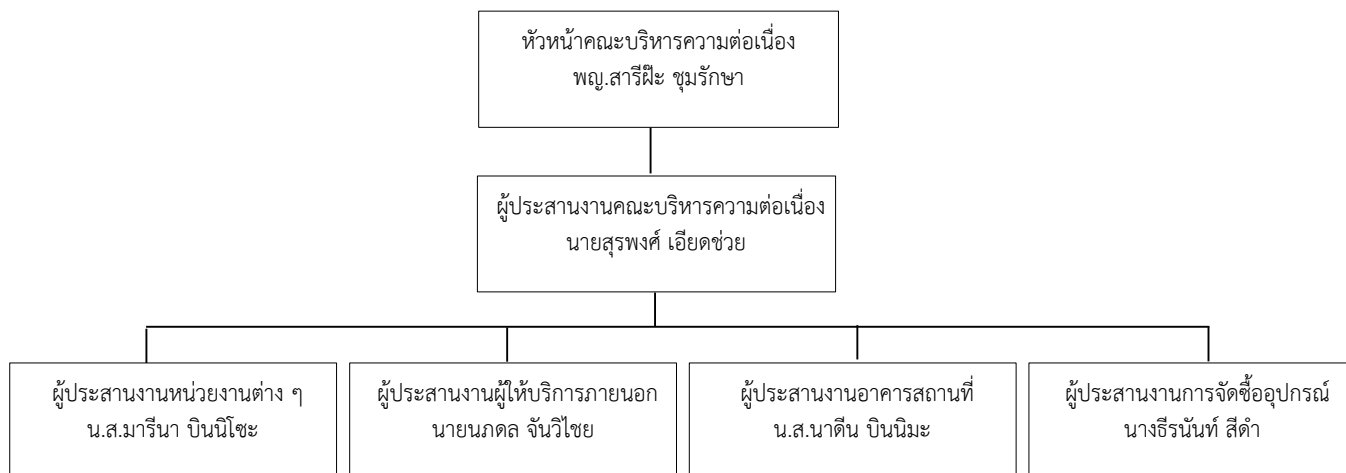 หัวหน้าคณะบริหารความต่อเนื่อง
พญ.สารีฝ๊ะ ชุมรักษา
ผู้ประสานงานคณะบริหารความต่อเนื่อง
นายสุรพงศ์ เอียดช่วย
ผู้ประสานงานหน่วยงานต่าง ๆ
น.ส.มารีนา บินนิโซะ
ผู้ประสานงานผู้ให้บริการภายนอก
นายนภดล จันวิไชย
ผู้ประสานงานอาคารสถานที่
น.ส.นาดีน บินนิมะ
ผู้ประสานงานการจัดซื้ออุปกรณ์
นางธีรนันท์ สีดำ